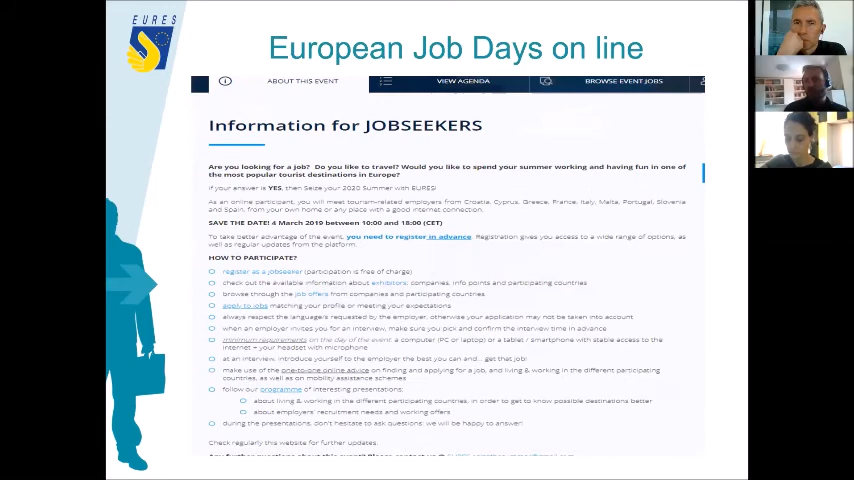 EURES
European Job Days on line
ABOUT THIS EVENT
VIEW AGENDA
BROWSE EVENT JOBS
Information for JOBSEEKERS
Are you looking for a job? Do you like to travel? Would you like to spend your summer working and having fun in one of
the most popular tourist destinations in Europe?
If your answer is YES, then Seize your 2020 Summer with EURES!
As an online participant, you will meet tourism-related employers from Croatia, Cyprus, Greece, France, Italy, Malta, Portugal, Slovenia
and Spain, from your own home or any place with a good internet connection.
SAVE THE DATE! 4 March 2019 between 10:00 and 18:00 (CET)
To take better advantage of the event, you need to register in advance. Registration gives you access to a wide range of options, as
well as regular updates from the platform.
HOW TO PARTICIPATE?
register as a jobseeker (participation is free of charge)
check out the available information about exhibitors: companies, info points and participating countries
browse through the job offers from companies and participating countries
apply to jobs matching your profile or meeting your expectations
always respect the language/s requested by the employer, otherwise your application may not be taken into account
when an employer invites you for an interview, make sure you pick and confirm the interview time in advance
minimum requirements on the day of the event: a computer (PC or laptop) or a tablet / smartphone with stable access to the
internet + your headset with microphone
at an interview, introduce yourself to the employer the best you can and... get that job!
make use of the one-to-one online advice on finding and applying for a job, and living & working in the different participating
countries, as well as on mobility assistance schemes
follow our programme of interesting presentations:
about living & working in the different participating countries, in order to get to know possible destinations better
about employers' recruitment needs and working offers
during the presentations, don't hesitate to ask questions: we will be happy to answer!
Check regularly this website for further updates.
Any further questions about this event? Please contact us @ EURES